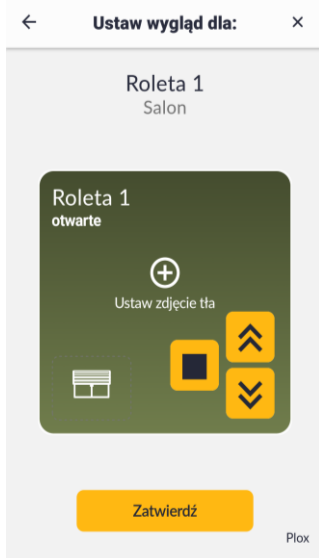 Ustaw wygląd dla:
Roleta 1
Salon
Roleta 1
otwarte
Ustaw zdjęcie tła
Zatwierdź
Plox